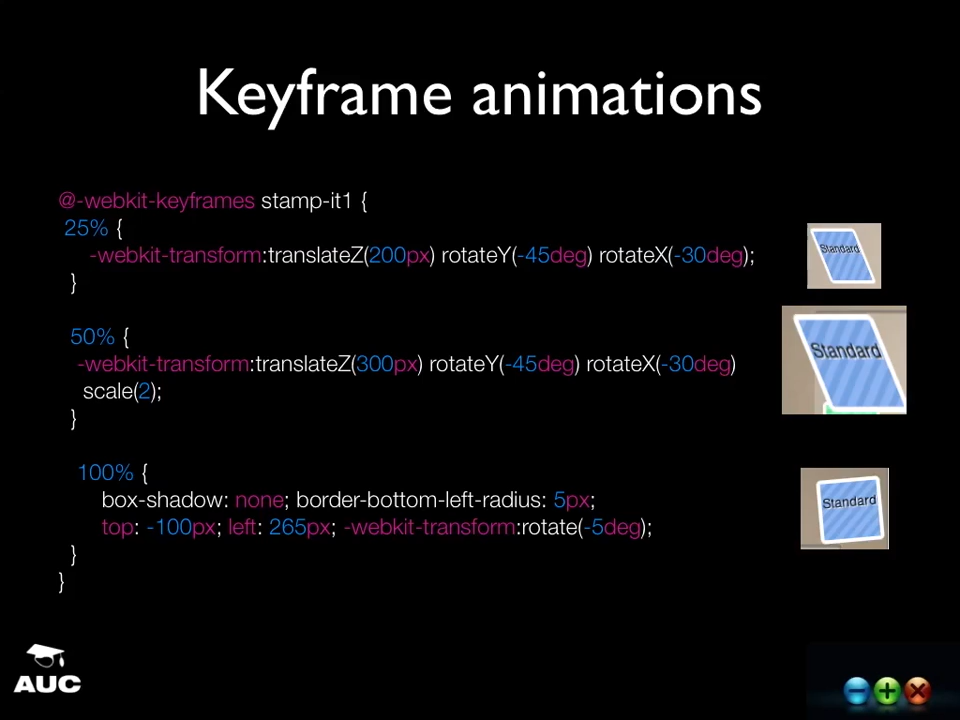 Keyframe animations
@-webkit-keyframes stamp-it1 {
25% {
-webkit-transform:translateZ(200px) rotateY(-45deg) rotateX(-30deg);
}
Standard
50% {
-webkit-transform:translateZ(300px) rotateY(-45deg) rotateX(-30deg)
scale(2);
}
Standard
100% {
box-shadow: none; border-bottom-left-radius: 5px;
top: -100px; left: 265px; -webkit-transform:rotate(-5deg);
}
}
Standard
AUC